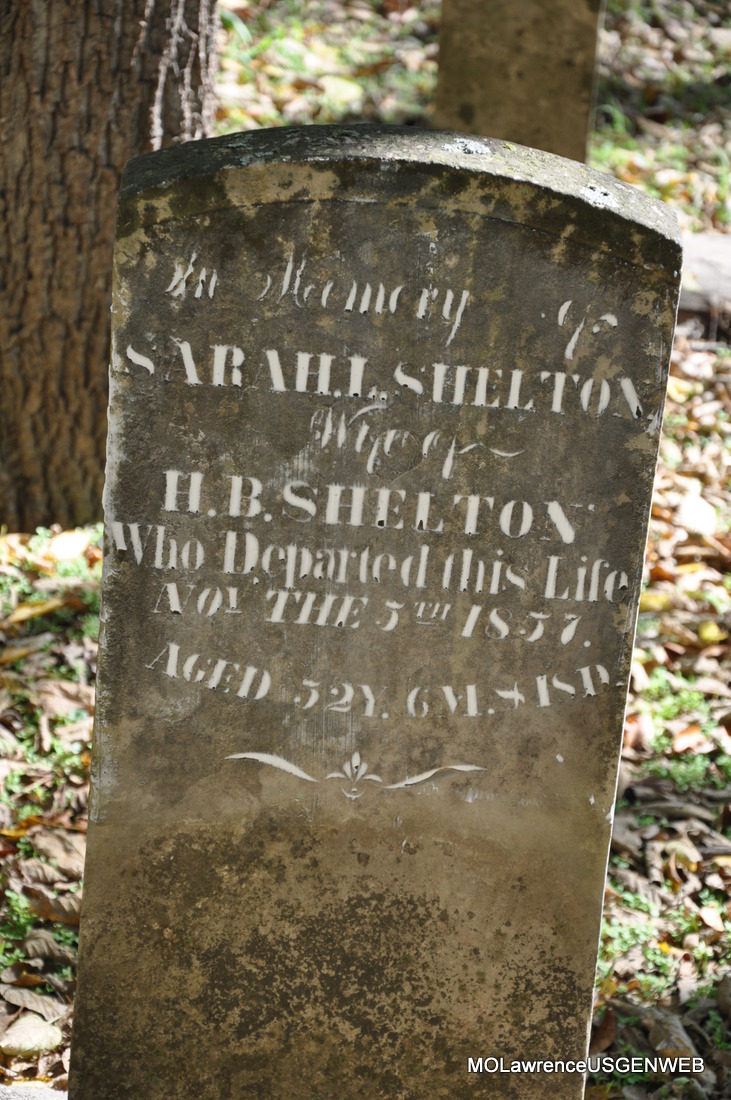 In Memory of
SARAH.L. SHELTON,
Wife of
H.B. SHELTON
Who Departed this Life
NOV THE 5TH 1857.
AGED 52Y. 6M. & 18D
MOLawrenceUSGENWEB